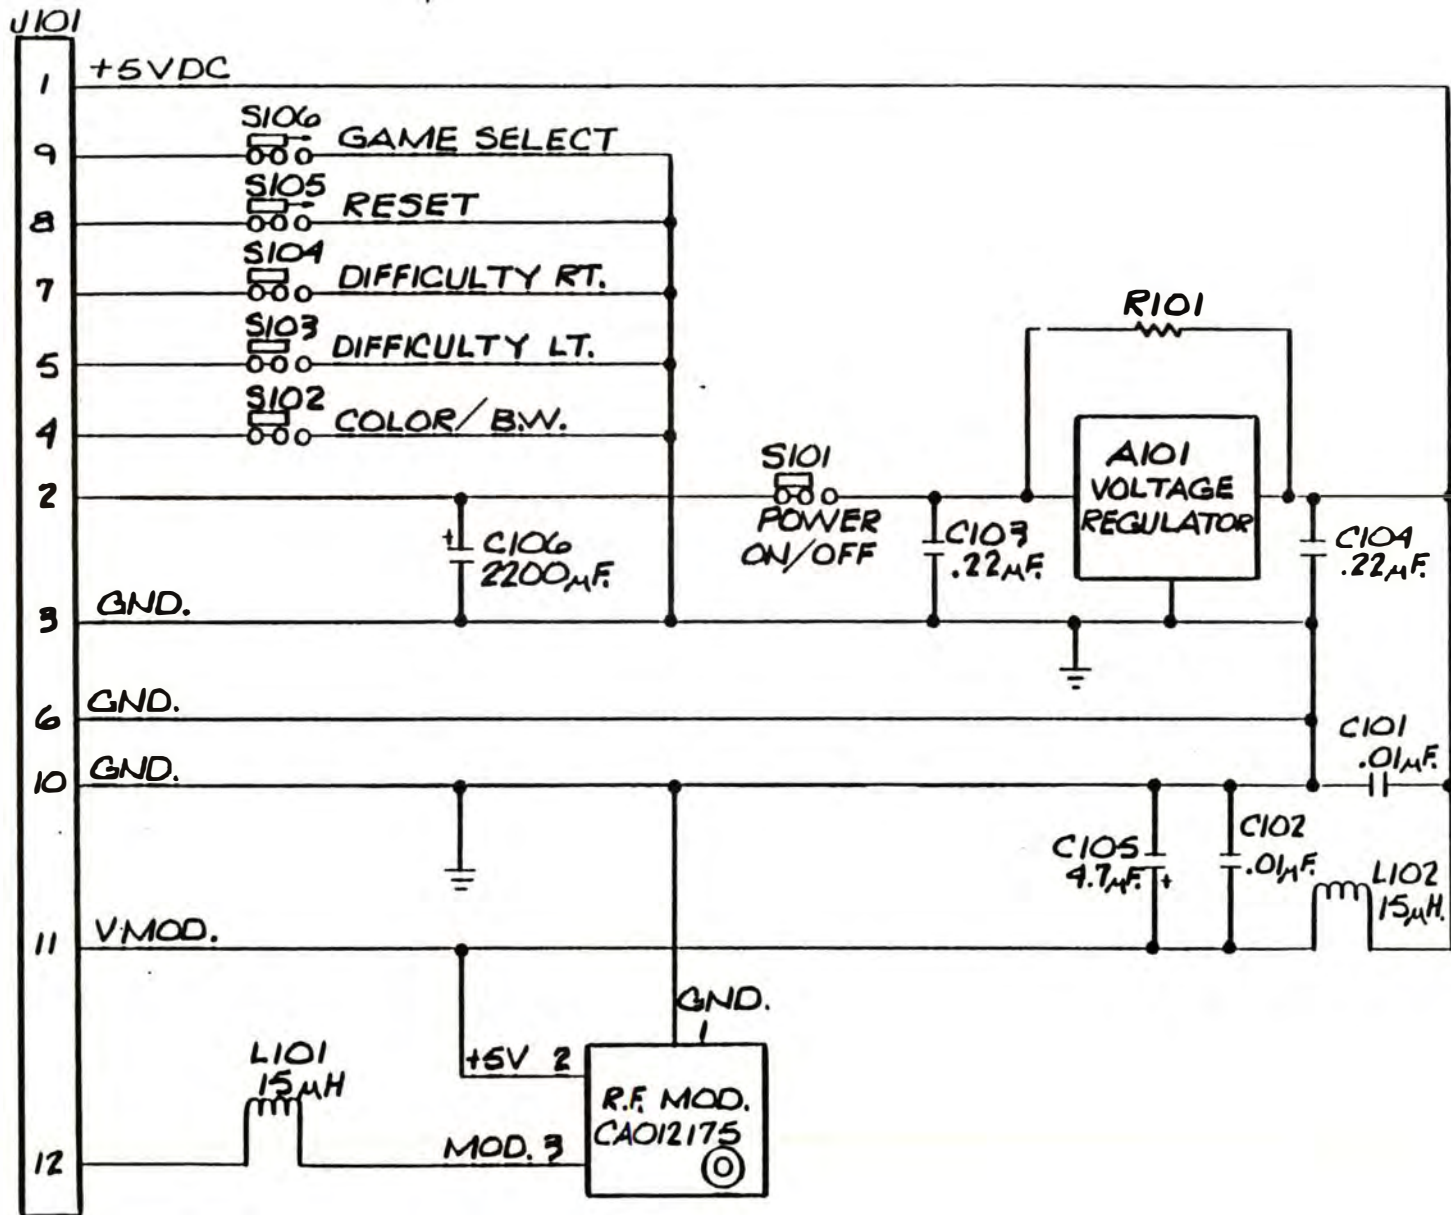 J101
1 +5VDC
S106
9 GAME SELECT
S105
8 RESET
S104
7 DIFFICULTY RT.
S103
5 DIFFICULTY LT.
S102
4 COLOR/B.W.
R101
2
S101
POWER
ON/OFF
A101
VOLTAGE
REGULATOR
+
C106
2200µF.
C103
.22µF.
C104
.22µF.
3 GND.
6 GND.
C101
.01µF.
10 GND.
C105
4.7µF.
+
C102
.01µF.
L102
15µH.
11 V.MOD.
GND.
1
L101
15µH
+5V 2
R.F. MOD.
CA012175
12 MOD. 3